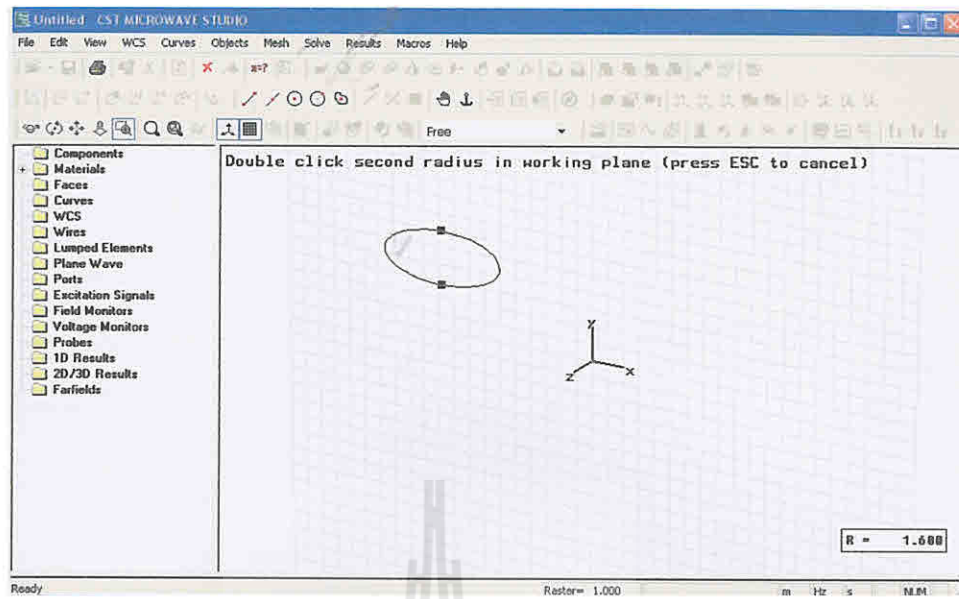 Untitled CST MICROWAVE STUDIO
File Edit View WCS Curves Objects Mesh Solve Results Macros Help
Free
Components
Materials
Faces
Curves
WCS
Wires
Lumped Elements
Plane Wave
Ports
Excitation Signals
Field Monitors
Voltage Monitors
Probes
1D Results
2D/3D Results
Farfields
Double click second radius in working plane (press ESC to cancel)
y
x
z
R = 1.600
Ready Raster= 1.000 m Hz s NUM